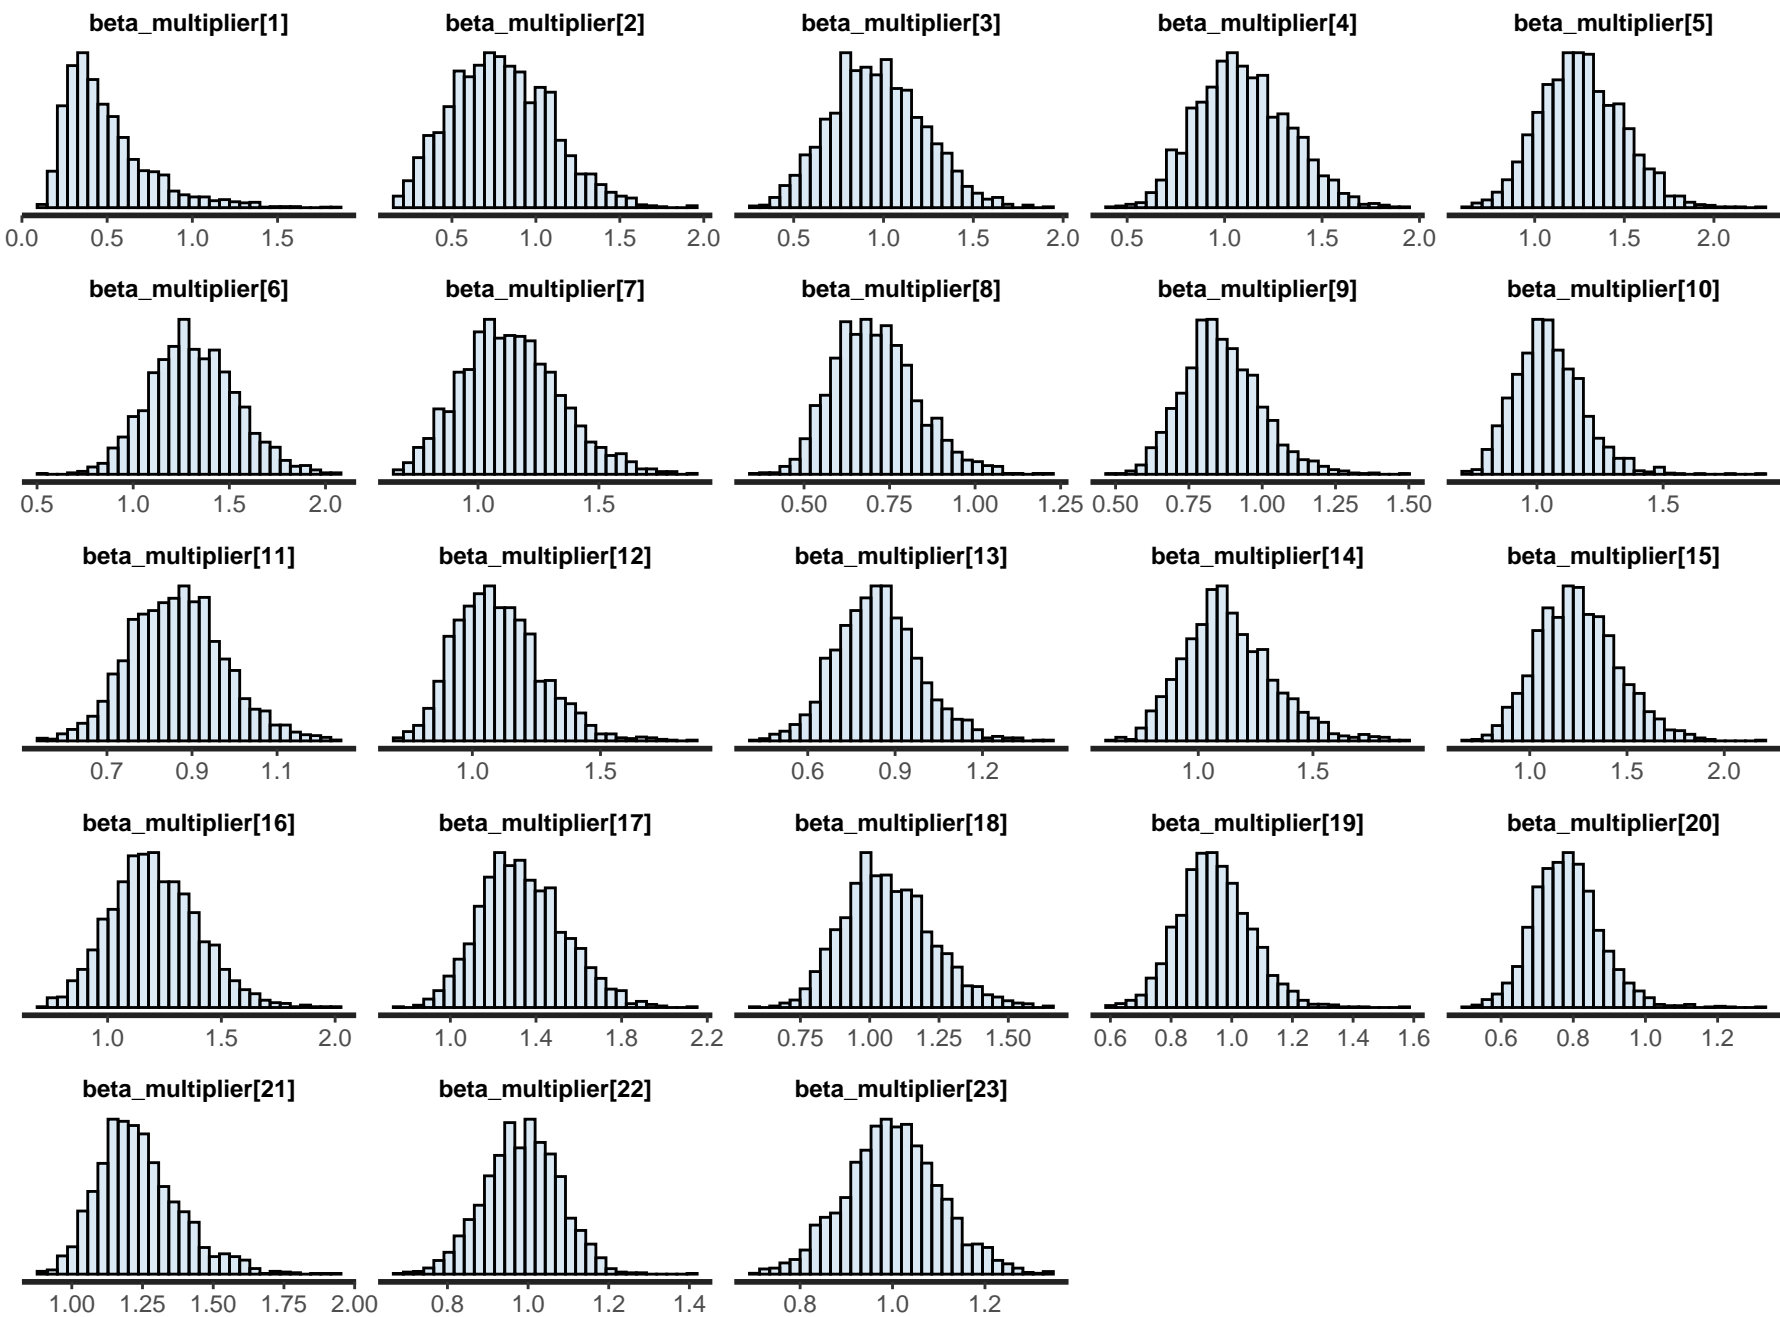 beta_multiplier[1] beta_multiplier[2] beta_multiplier[3] beta_multiplier[4] beta_multiplier[5]
0.0 0.5 1.0 1.5 0.5 1.0 1.5 2.0 0.5 1.0 1.5 2.0 0.5 1.0 1.5 2.0 1.0 1.5 2.0
beta_multiplier[6] beta_multiplier[7] beta_multiplier[8] beta_multiplier[9] beta_multiplier[10]
0.5 1.0 1.5 2.0 1.0 1.5 0.50 0.75 1.00 1.25 0.50 0.75 1.00 1.25 1.50 1.0 1.5
beta_multiplier[11] beta_multiplier[12] beta_multiplier[13] beta_multiplier[14] beta_multiplier[15]
0.7 0.9 1.1 1.0 1.5 0.6 0.9 1.2 1.0 1.5 1.0 1.5 2.0
beta_multiplier[16] beta_multiplier[17] beta_multiplier[18] beta_multiplier[19] beta_multiplier[20]
1.0 1.5 2.0 1.0 1.4 1.8 2.2 0.75 1.00 1.25 1.50 0.6 0.8 1.0 1.2 1.4 1.6 0.6 0.8 1.0 1.2
beta_multiplier[21] beta_multiplier[22] beta_multiplier[23]
1.00 1.25 1.50 1.75 2.00 0.8 1.0 1.2 1.4 0.8 1.0 1.2